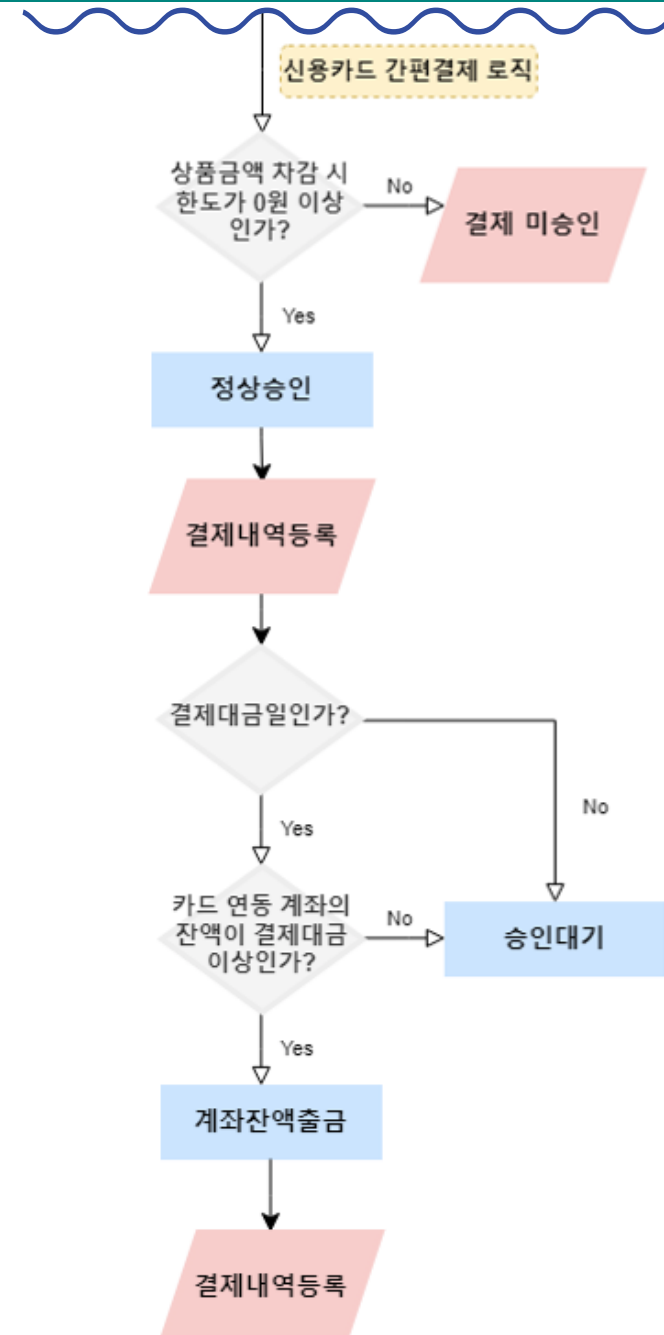 신용카드 간편결제 로직
상품금액 차감 시
한도가 0원 이상
인가?
No
결제 미승인
Yes
정상승인
결제내역등록
결제대금일인가?
No
Yes
카드 연동 계좌의
잔액이 결제대금
이상인가?
No
승인대기
Yes
계좌잔액출금
결제내역등록